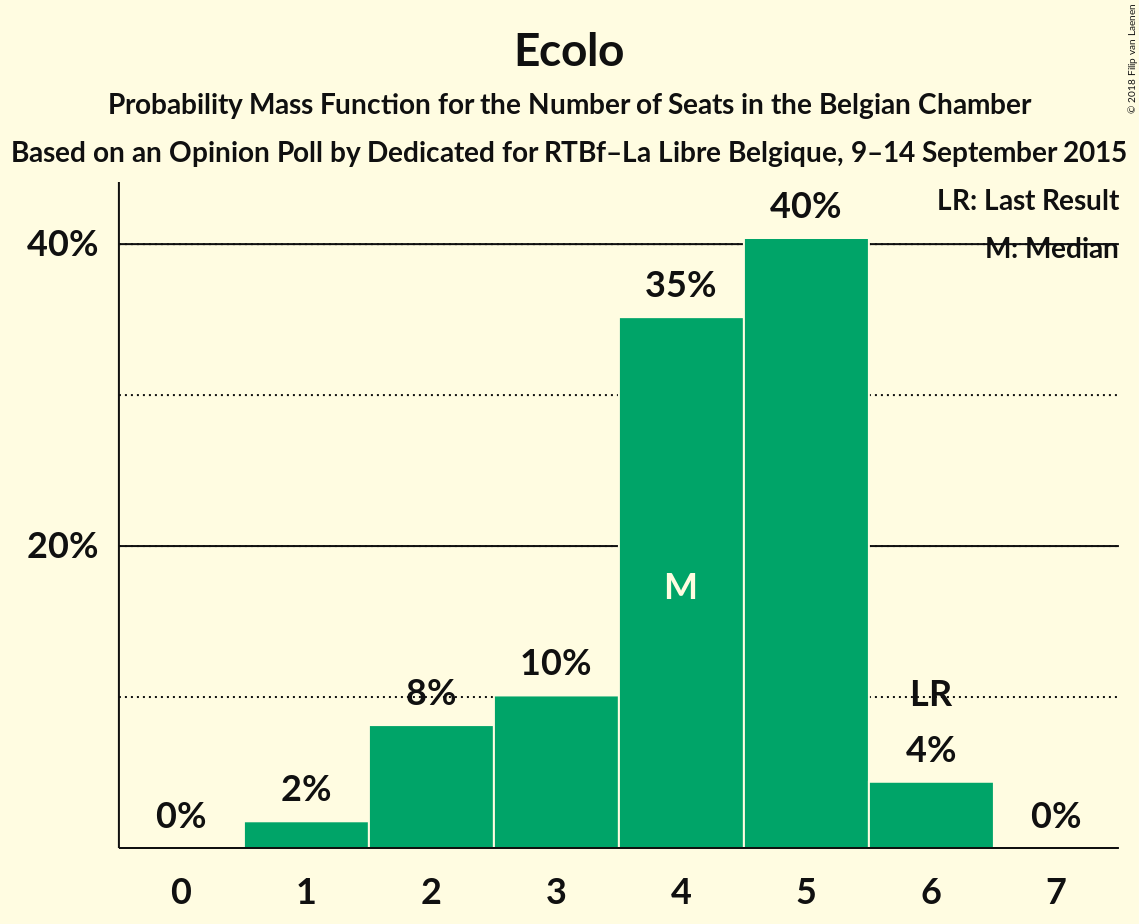 Ecolo
Probability Mass Function for the Number of Seats in the Belgian Chamber
Based on an Opinion Poll by Dedicated for RTBf–La Libre Belgique, 9–14 September 2015
© 2018 Filip van Laenen
LR: Last Result
M: Median
40%
20%
0%
2%
8%
10%
35%
M
40%
LR
4%
0%
0 1 2 3 4 5 6 7